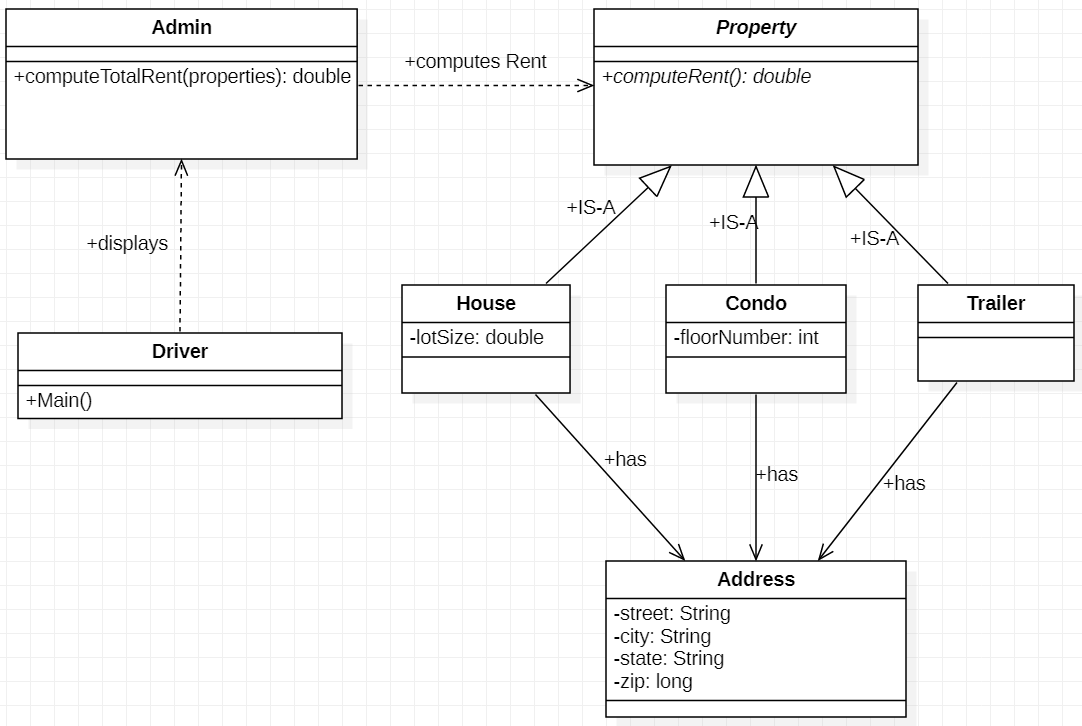 Admin
+computeTotalRent(properties): double
+computes Rent
Property
+computeRent(): double
+IS-A
+IS-A
+IS-A
+displays
House
-lotSize: double
Condo
-floorNumber: int
Trailer
Driver
+Main()
+has
+has
+has
Address
-street: String
-city: String
-state: String
-zip: long